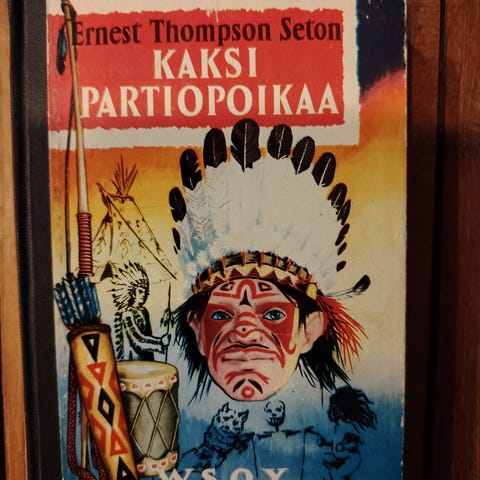 Ernest Thompson Seton
KAKSI
PARTIOPOIKAA
WSOY